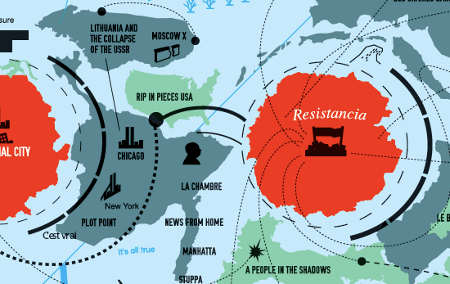 sure
LITHUANIA AND
THE COLLAPSE
OF THE USSR
MOSCOW X
RIP IN PIECES USA
Resistancia
AL CITY
CHICAGO
LA CHAMBRE
New York
PLOT POINT
NEWS FROM HOME
C'est vrai
it's all true
MANHATTA
LE B
A PEOPLE IN THE SHADOWS
STUPPA